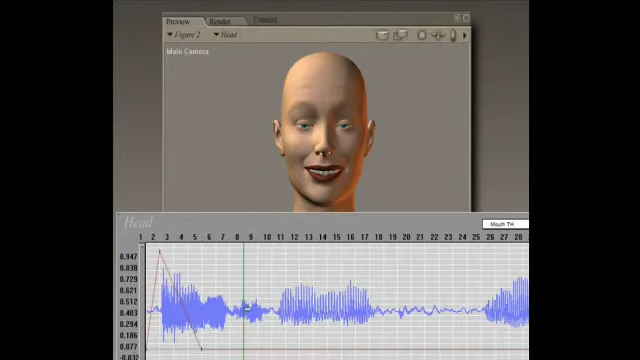 Preview Render Untitled
Figure 2 Head
Main Camera
Head
Mouth TH
1 2 3 4 5 6 7 8 9 10 11 12 13 14 15 16 17 18 19 20 21 22 23 24 25 26 27 28
0.947
0.838
0.729
0.621
0.512
0.403
0.294
0.186
0.077
-0.032